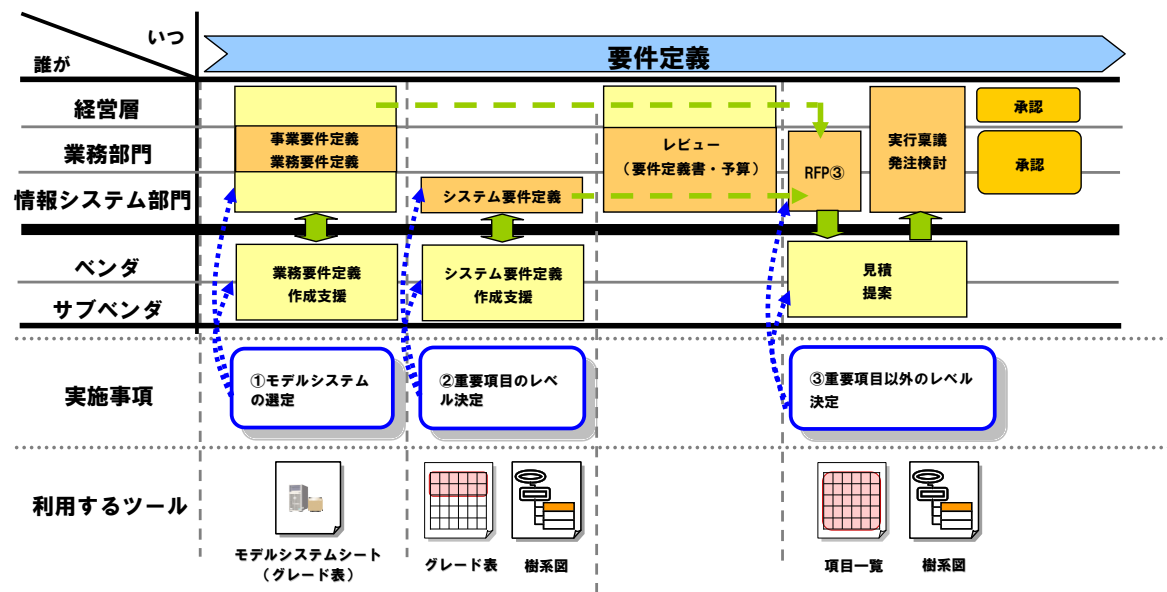 いつ
誰が
要件定義
経営層
業務部門
情報システム部門
ベンダ
サブベンダ
事業要件定義
業務要件定義
システム要件定義
レビュー
（要件定義書・予算）
RFP③
実行稟議
発注検討
承認
承認
業務要件定義
作成支援
システム要件定義
作成支援
見積
提案
実施事項
①モデルシステム
の選定
②重要項目のレベ
ル決定
③重要項目以外のレベル
決定
利用するツール
モデルシステムシート
（グレード表）
グレード表
樹系図
項目一覧
樹系図